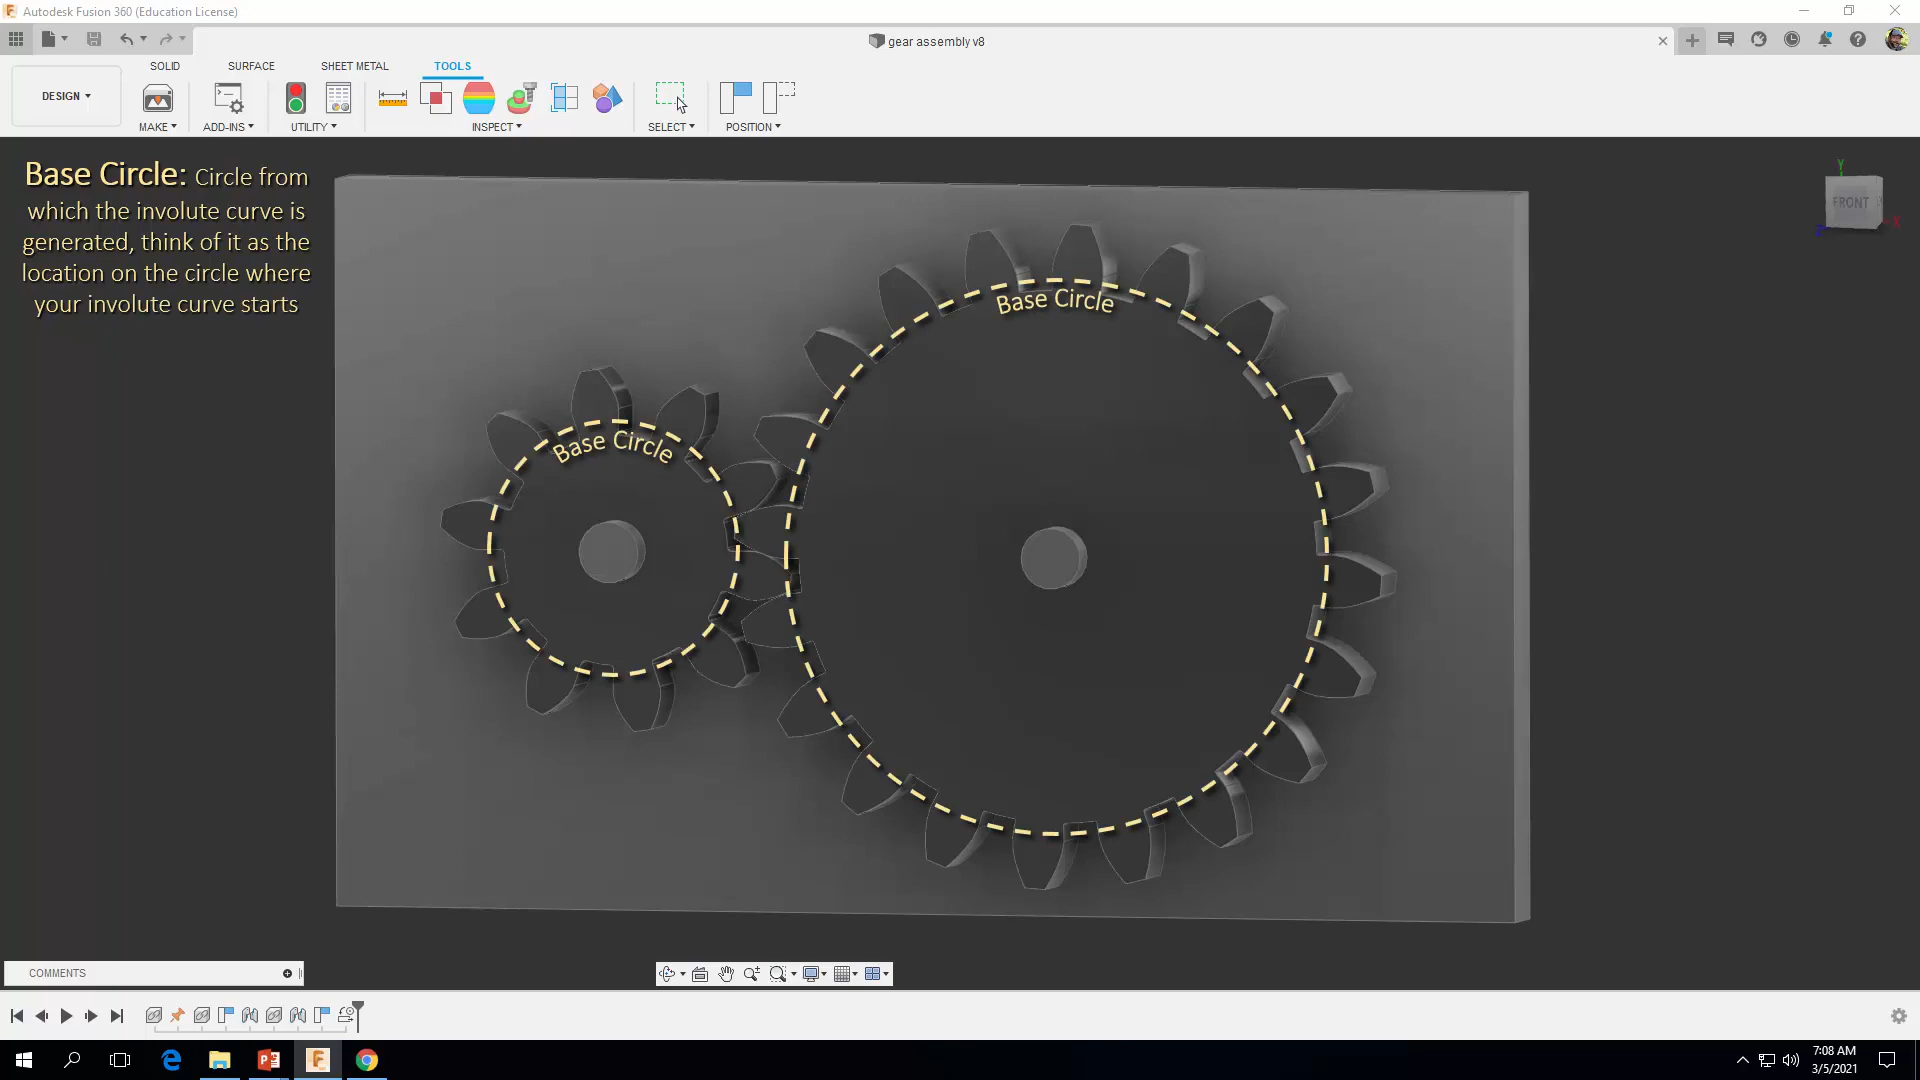 Autodesk Fusion 360 (Education License)
gear assembly v8
SOLID
SURFACE
SHEET METAL
TOOLS
DESIGN
MAKE
ADD-INS
UTILITY
INSPECT
SELECT
POSITION
Base Circle: Circle from
which the involute curve is
generated, think of it as the
location on the circle where
your involute curve starts
Y
FRONT
X
Z
Base Circle
Base Circle
COMMENTS
7:08 AM
3/5/2021